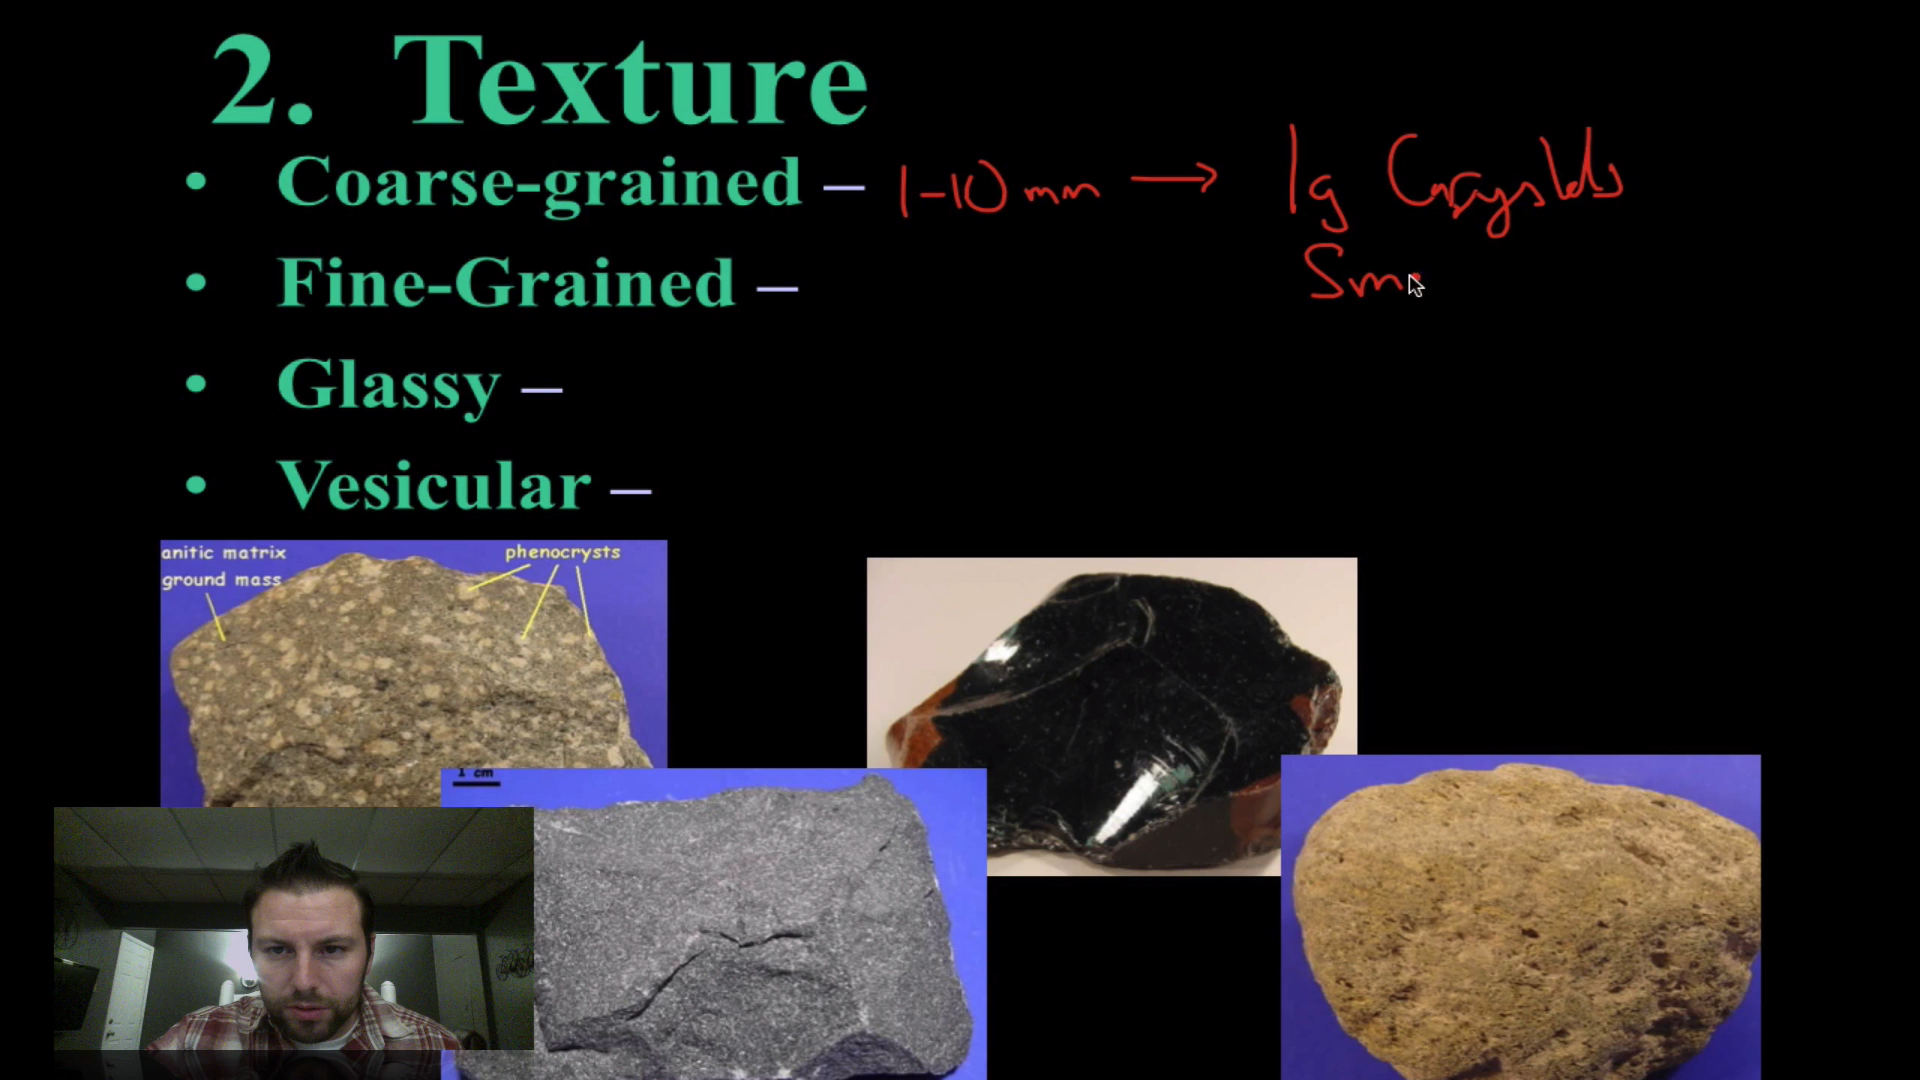 2. Texture
• Coarse-grained – 1-10 mm → lg Crystals
• Fine-Grained –
Sm
• Glassy –
• Vesicular –
anitic matrix
ground mass
phenocrysts
1 cm